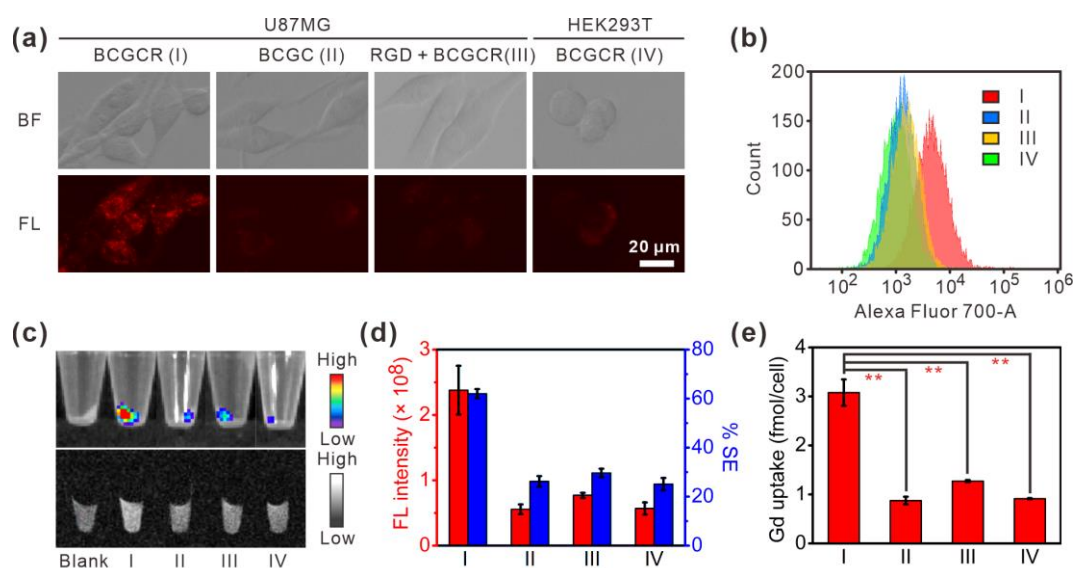 (a)
U87MG HEK293T
BCGCR (I) BCGC (II) RGD + BCGCR(III) BCGCR (IV)
BF
FL
20 µm
(b)
200
150
100
50
0
Count
10² 10³ 10⁴ 10⁵ 10⁶
Alexa Fluor 700-A
I
II
III
IV
(c)
High
Low
High
Low
Blank I II III IV
(d)
3
2
1
0
FL intensity (× 10⁸)
80
60
40
20
0
% SE
I II III IV
(e)
4
3
2
1
0
Gd uptake (fmol/cell)
** ** **
I II III IV